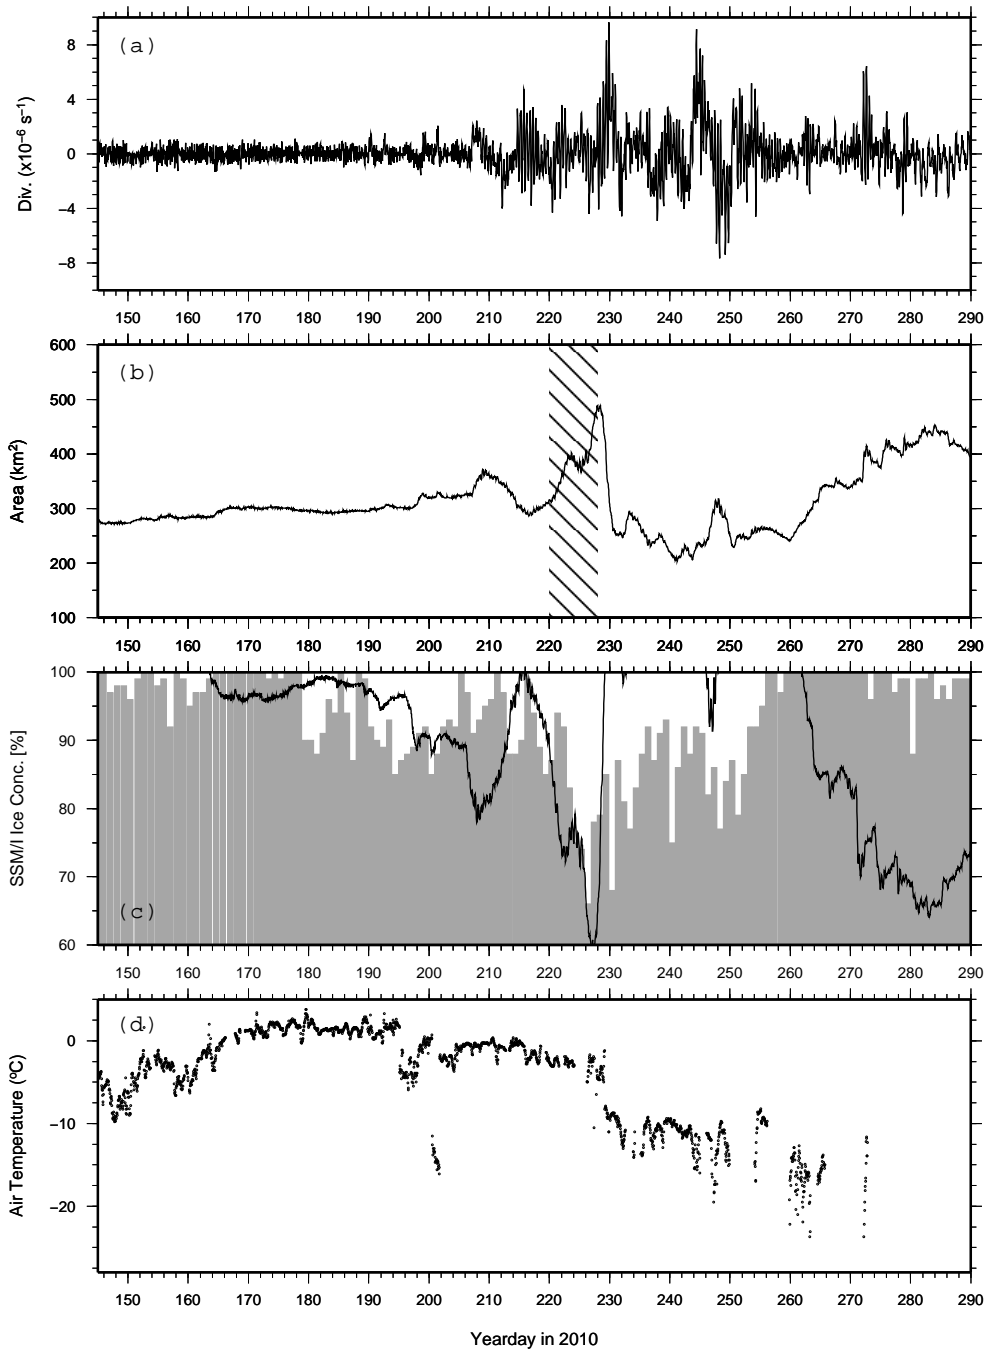 (a)
8
4
0
−4
−8
Div. (x10⁻⁶ s⁻¹)
150 160 170 180 190 200 210 220 230 240 250 260 270 280 290
(b)
600
500
400
300
200
100
Area (km²)
150 160 170 180 190 200 210 220 230 240 250 260 270 280 290
100
90
80
70
60
SSM/I Ice Conc. [%]
(c)
150 160 170 180 190 200 210 220 230 240 250 260 270 280 290
(d)
0
−10
−20
Air Temperature (ºC)
150 160 170 180 190 200 210 220 230 240 250 260 270 280 290
Yearday in 2010